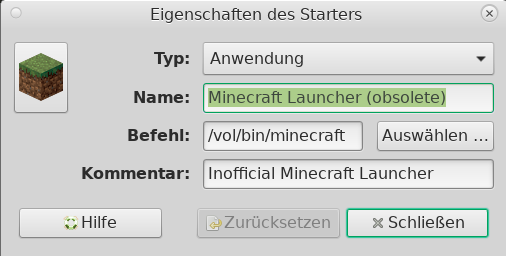 Eigenschaften des Starters
Typ: Anwendung
Name: Minecraft Launcher (obsolete)
Befehl: /vol/bin/minecraft Auswählen ...
Kommentar: Inofficial Minecraft Launcher
Hilfe Zurücksetzen Schließen